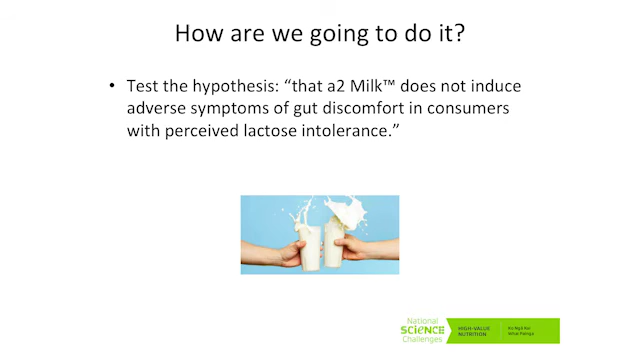 How are we going to do it?
• Test the hypothesis: “that a2 Milk™ does not induce
adverse symptoms of gut discomfort in consumers
with perceived lactose intolerance.”
National
SCiENCE
Challenges
HIGH-VALUE
NUTRITION
Ko Ngā Kai
Whai Painga